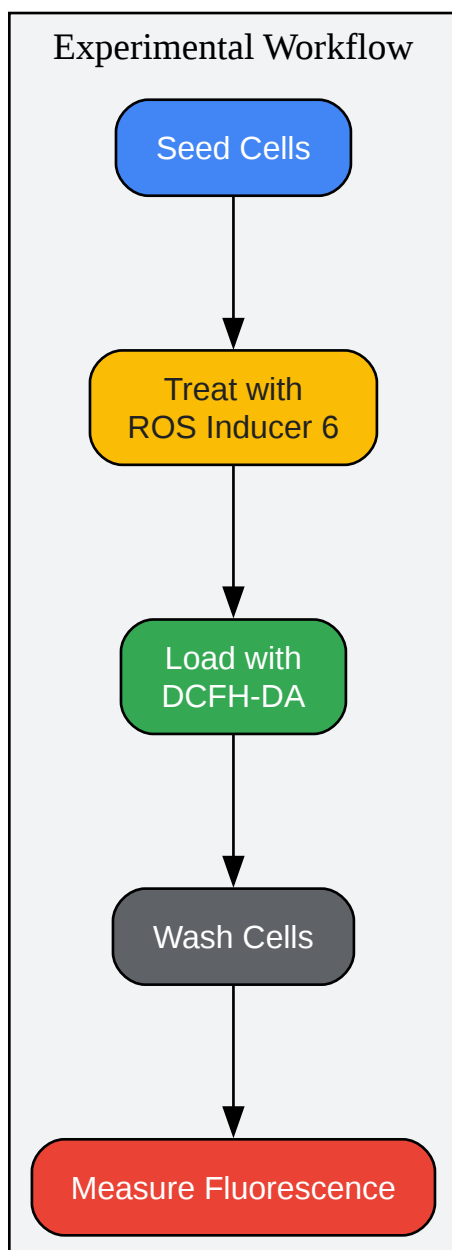 Experimental Workflow
Seed Cells
Treat with
ROS Inducer 6
Load with
DCFH-DA
Wash Cells
Measure Fluorescence